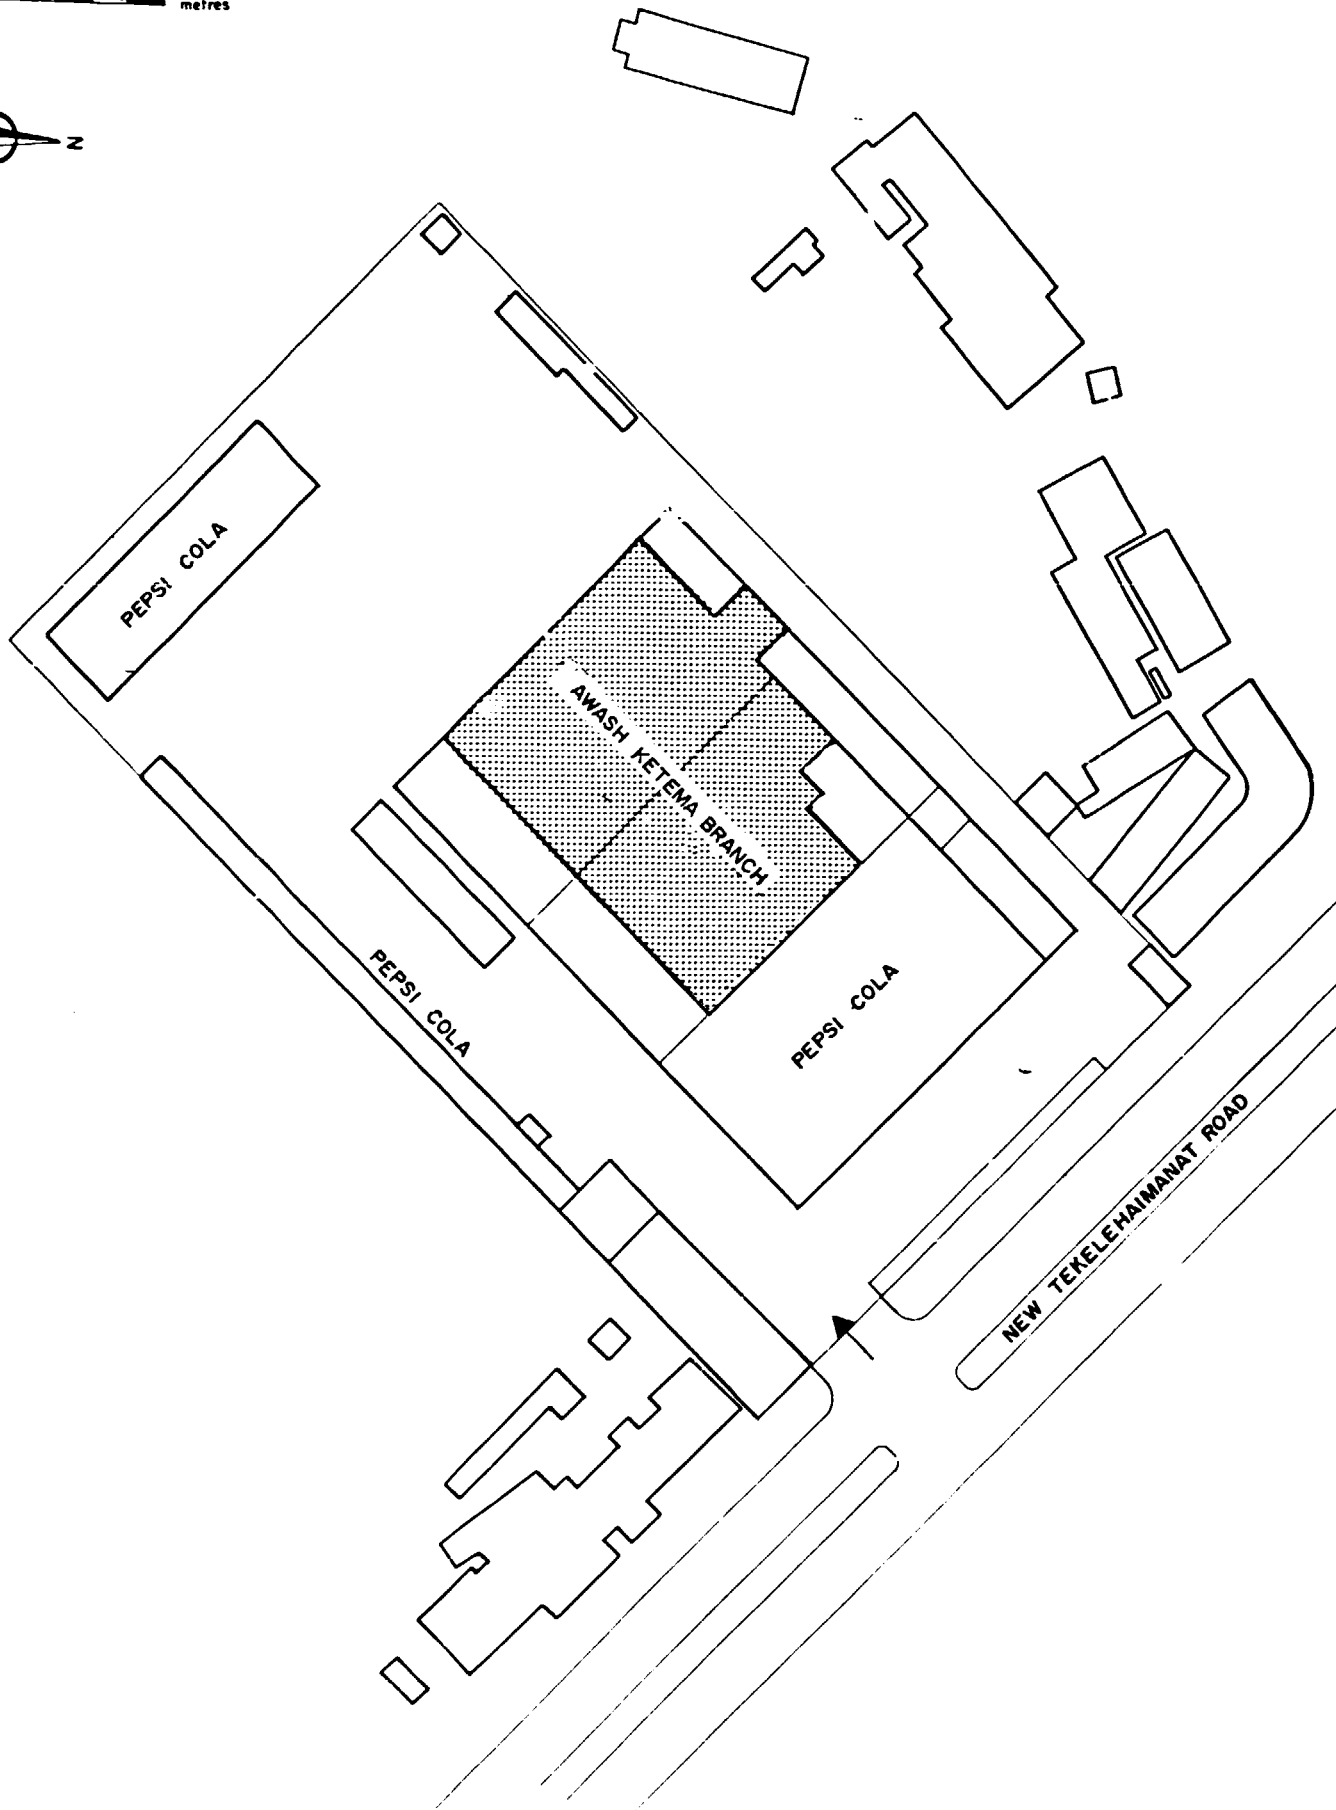 metres
N
PEPSI COLA
AWASH KETEMA BRANCH
PEPSI COLA
PEPSI COLA
NEW TEKELEHAIMANAT ROAD